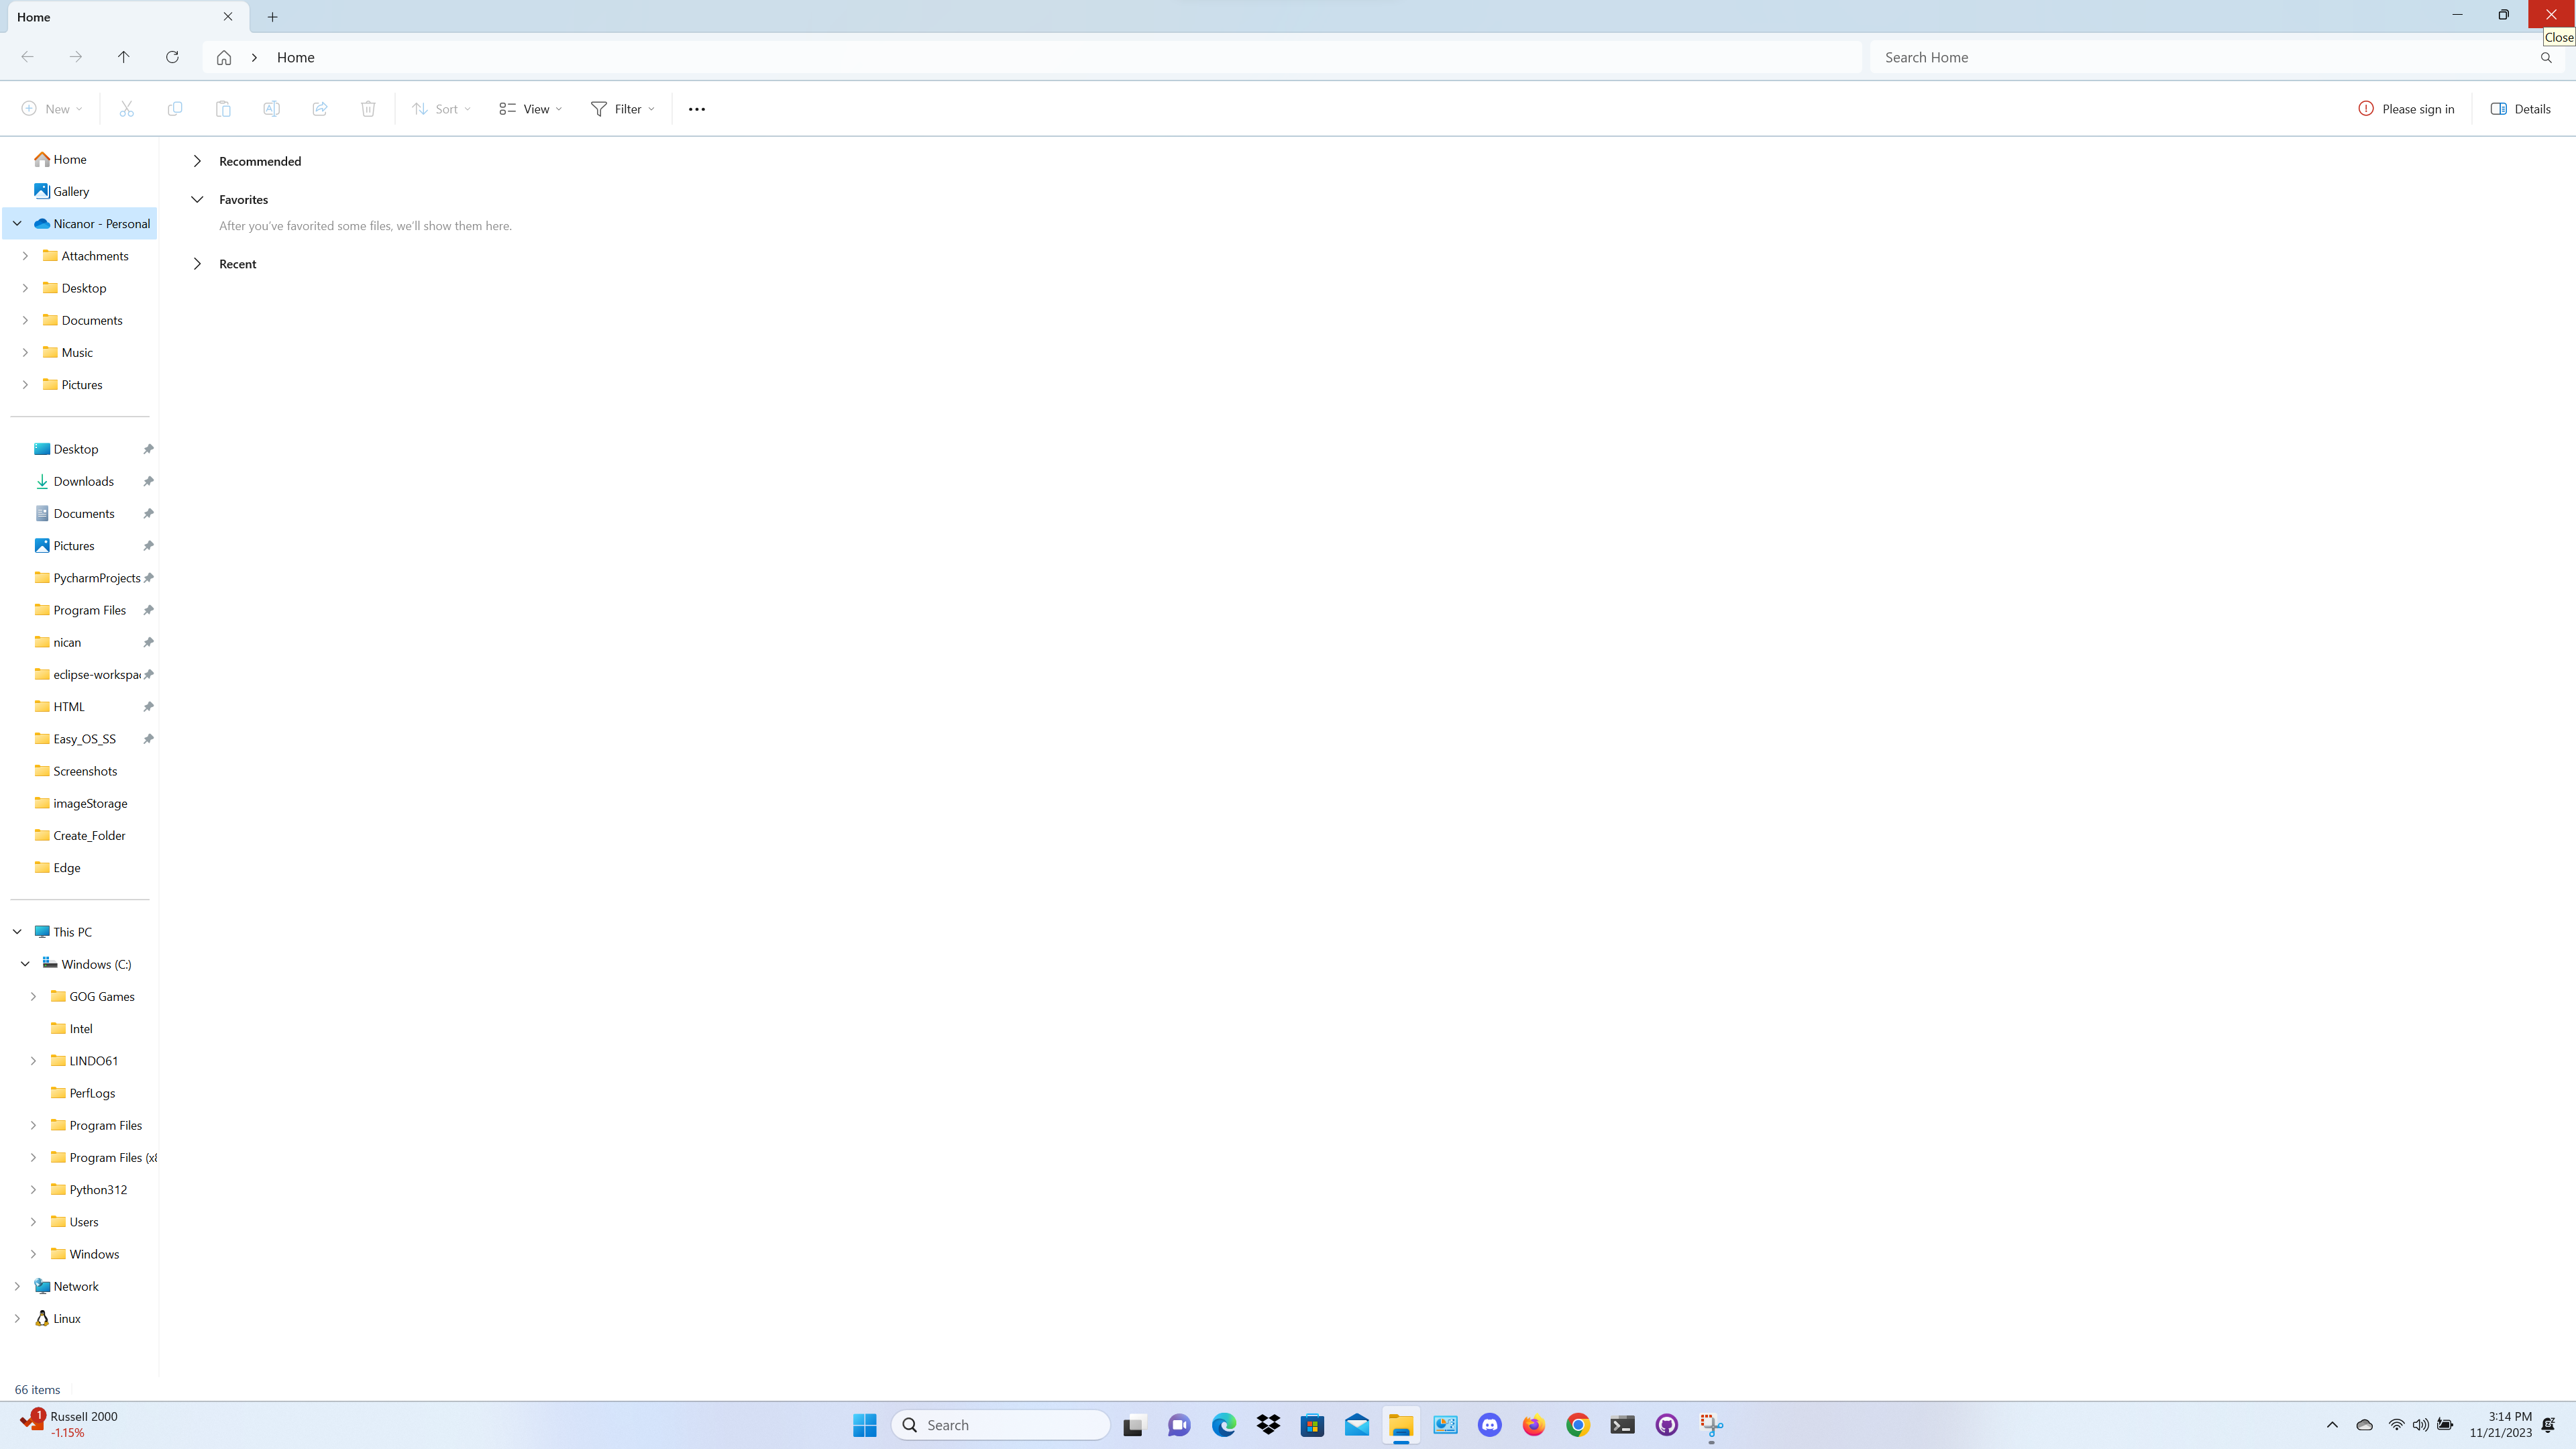 Home
Close
Home
Search Home
New
Sort
View
Filter
Please sign in
Details
Home
Gallery
Nicanor - Personal
Attachments
Desktop
Documents
Music
Pictures
Desktop
Downloads
Documents
Pictures
PycharmProjects
Program Files
nican
eclipse-workspac
HTML
Easy_OS_SS
Screenshots
imageStorage
Create_Folder
Edge
This PC
Windows (C:)
GOG Games
Intel
LINDO61
PerfLogs
Program Files
Program Files (x8
Python312
Users
Windows
Network
Linux
Recommended
Favorites
After you've favorited some files, we'll show them here.
Recent
66 items
1
Russell 2000
-1.15%
Search
3:14 PM
11/21/2023